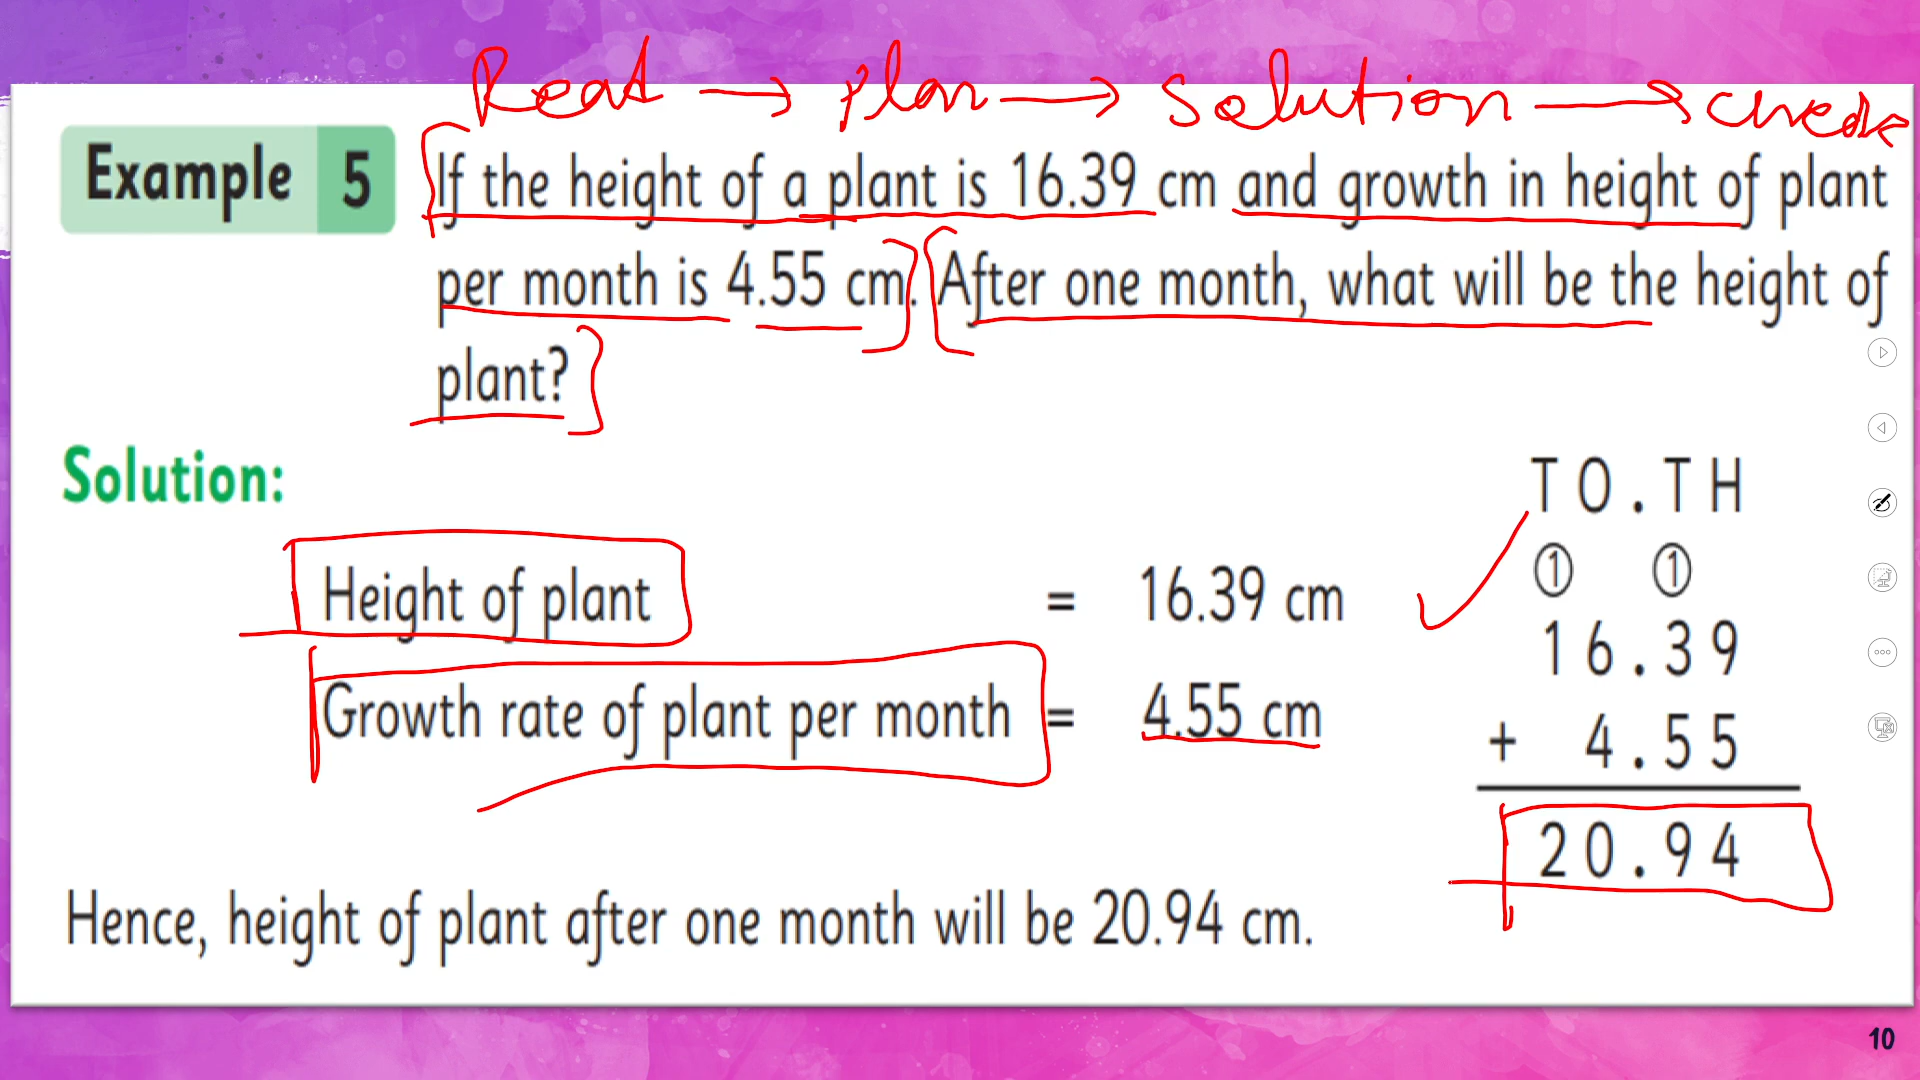 Read → Plan → Solution → check
Example 5 If the height of a plant is 16.39 cm and growth in height of plant
per month is 4.55 cm. After one month, what will be the height of
plant?
Solution:
T O . T H
① ①
Height of plant = 16.39 cm
16.39
Growth rate of plant per month = 4.55 cm
+ 4.55
20.94
Hence, height of plant after one month will be 20.94 cm.
10